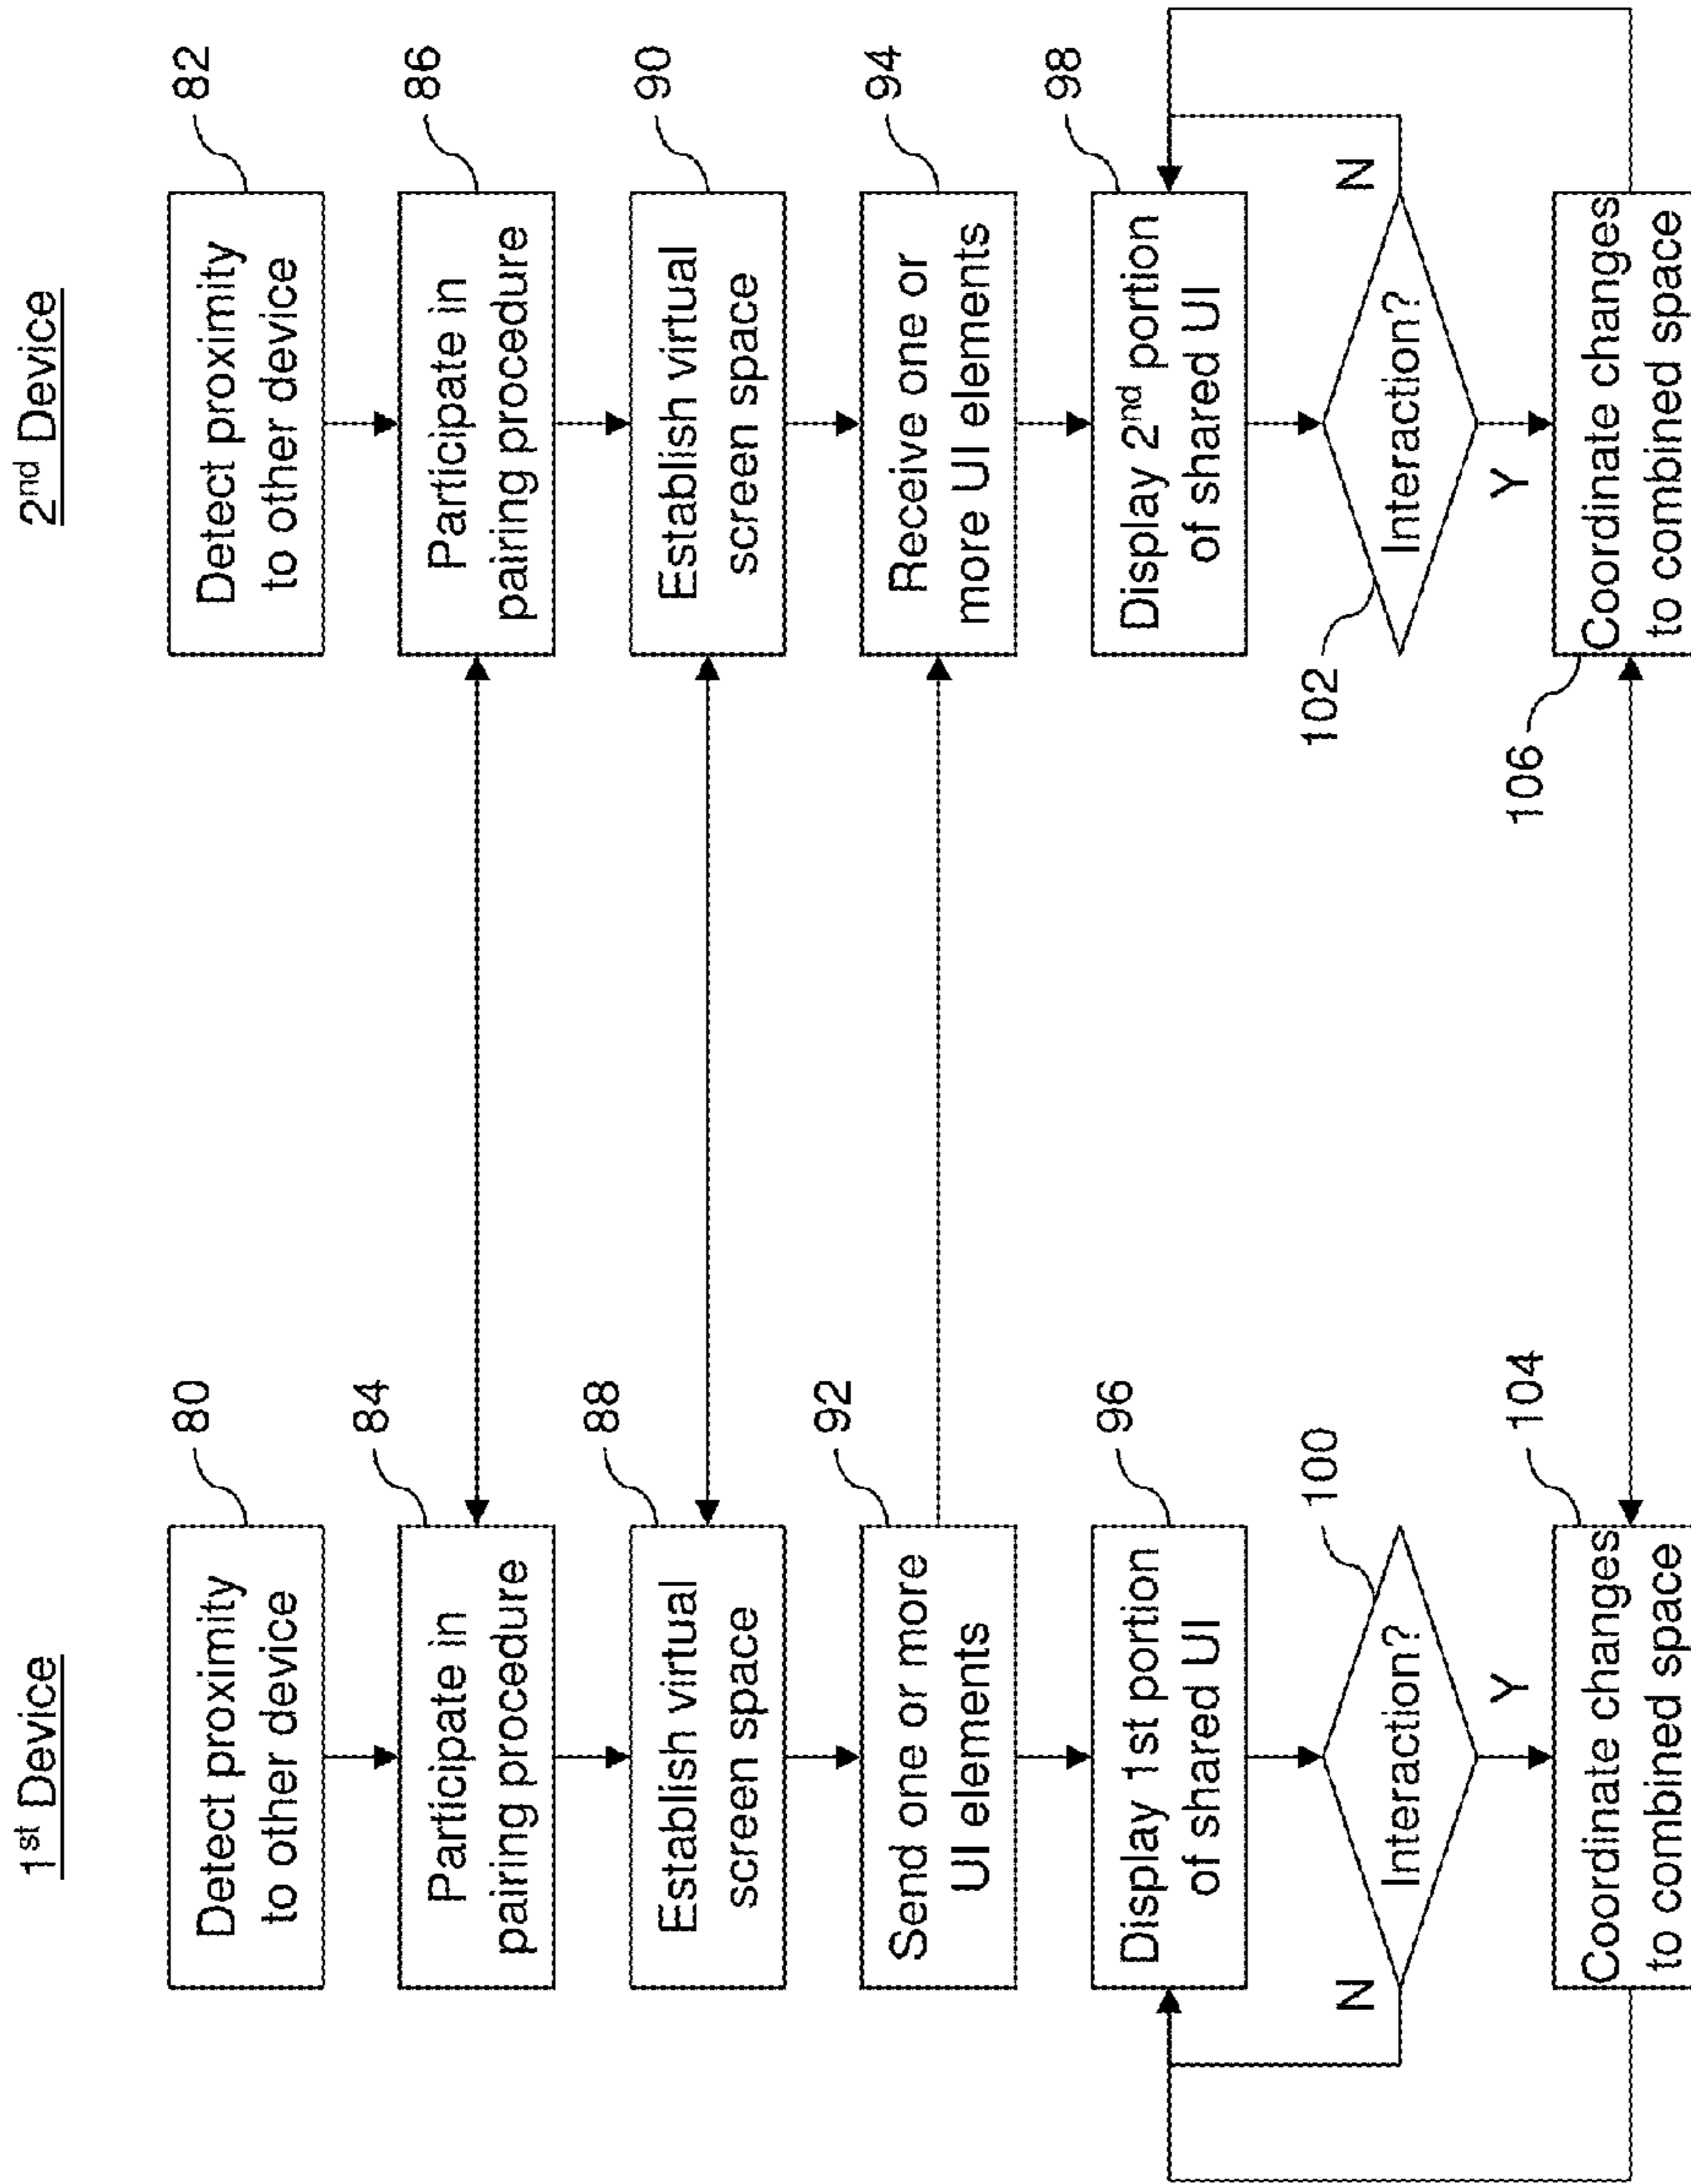 1st Device
2nd Device
Detect proximity
to other device
80
Detect proximity
to other device
82
Participate in
pairing procedure
84
Participate in
pairing procedure
86
Establish virtual
screen space
88
Establish virtual
screen space
90
Send one or more
UI elements
92
Receive one or
more UI elements
94
Display 1st portion
of shared UI
96
Display 2nd portion
of shared UI
98
Interaction?
100
N
Y
Interaction?
102
N
Y
Coordinate changes
to combined space
104
Coordinate changes
to combined space
106